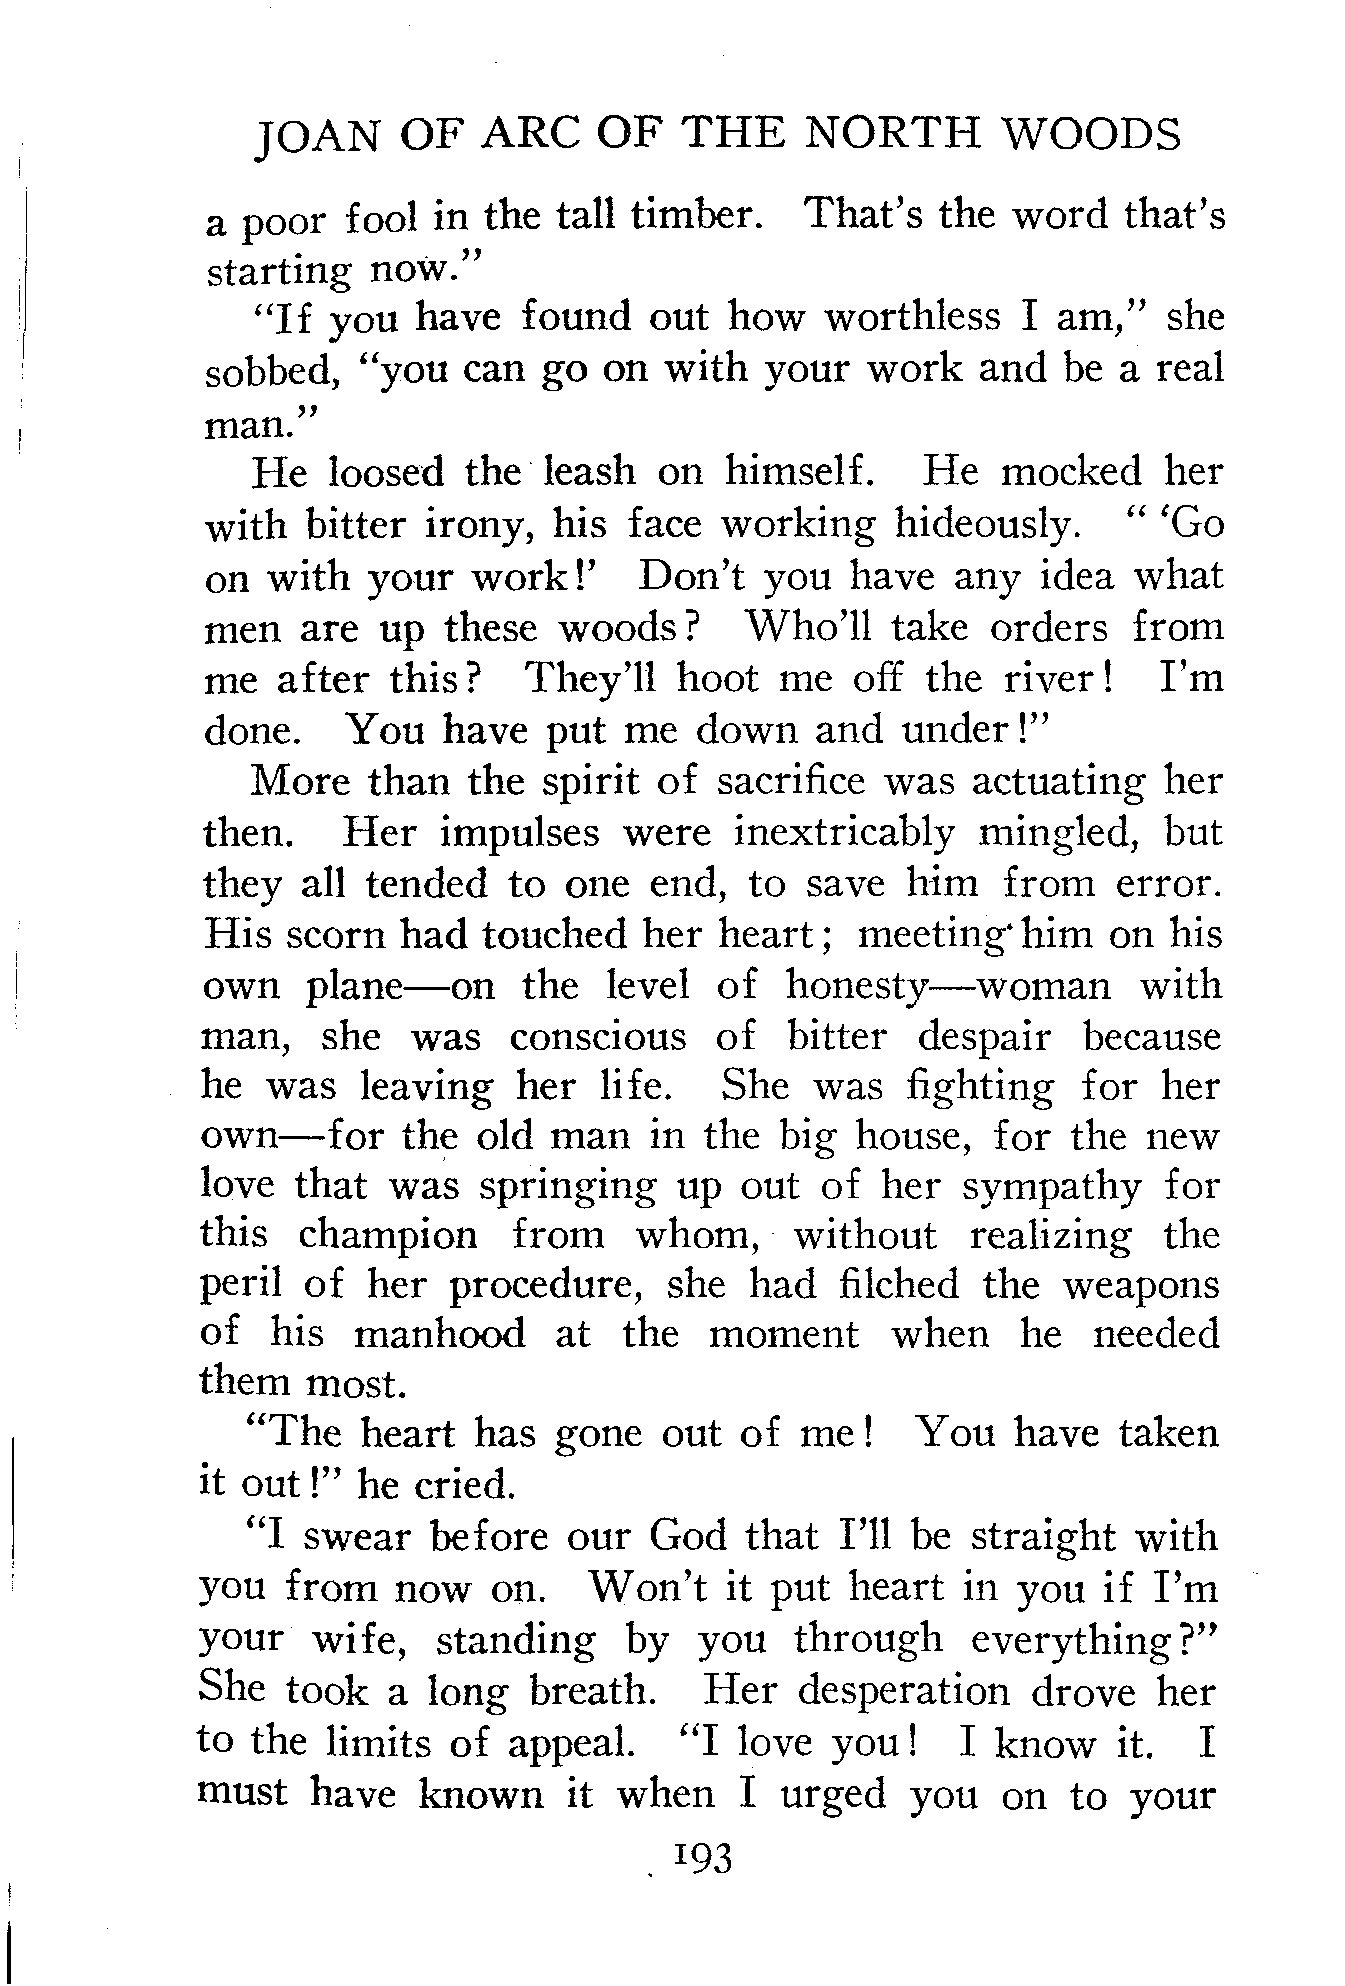 JOAN OF ARC OF THE NORTH WOODS
a poor fool in the tall timber. That's the word that's
starting now."
"If you have found out how worthless I am," she
sobbed, "you can go on with your work and be a real
man."
He loosed the leash on himself. He mocked her
with bitter irony, his face working hideously. " 'Go
on with your work!' Don't you have any idea what
men are up these woods? Who'll take orders from
me after this? They'll hoot me off the river! I'm
done. You have put me down and under!"
More than the spirit of sacrifice was actuating her
then. Her impulses were inextricably mingled, but
they all tended to one end, to save him from error.
His scorn had touched her heart; meeting him on his
own plane—on the level of honesty—woman with
man, she was conscious of bitter despair because
he was leaving her life. She was fighting for her
own—for the old man in the big house, for the new
love that was springing up out of her sympathy for
this champion from whom, without realizing the
peril of her procedure, she had filched the weapons
of his manhood at the moment when he needed
them most.
"The heart has gone out of me! You have taken
it out!" he cried.
"I swear before our God that I'll be straight with
you from now on. Won't it put heart in you if I'm
your wife, standing by you through everything?"
She took a long breath. Her desperation drove her
to the limits of appeal. "I love you! I know it. I
must have known it when I urged you on to your
193